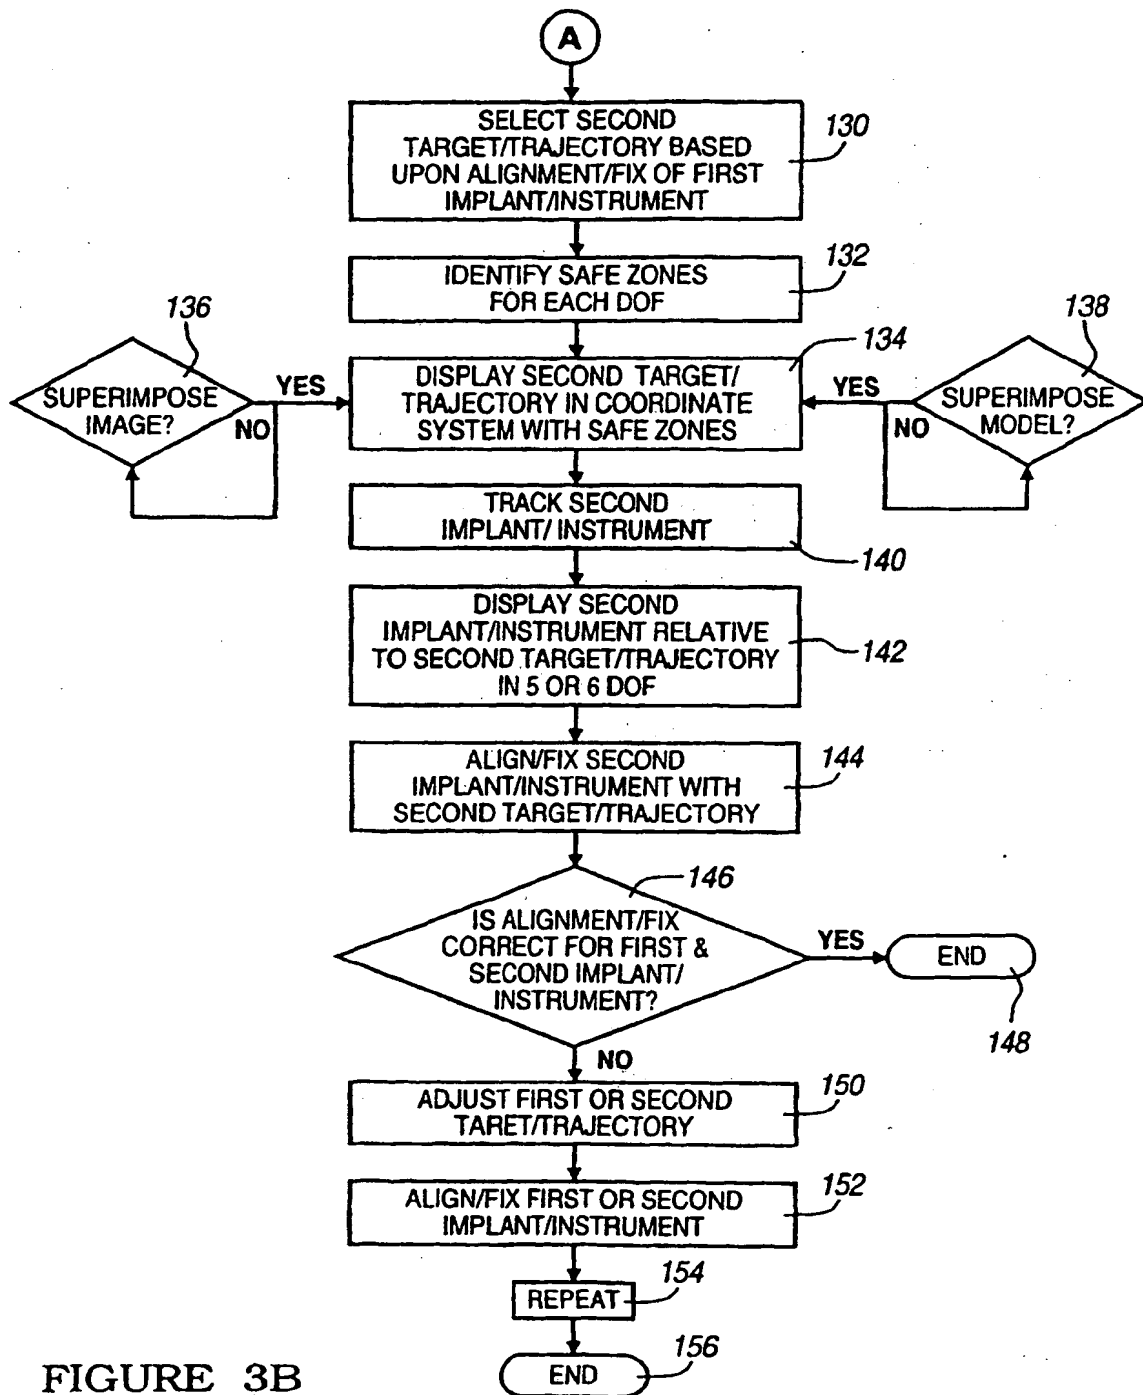 A
SELECT SECOND
TARGET/TRAJECTORY BASED
UPON ALIGNMENT/FIX OF FIRST
IMPLANT/INSTRUMENT
130
IDENTIFY SAFE ZONES
FOR EACH DOF
132
136
SUPERIMPOSE
IMAGE?
YES
NO
DISPLAY SECOND TARGET/
TRAJECTORY IN COORDINATE
SYSTEM WITH SAFE ZONES
134
138
SUPERIMPOSE
MODEL?
YES
NO
TRACK SECOND
IMPLANT/ INSTRUMENT
140
DISPLAY SECOND
IMPLANT/INSTRUMENT RELATIVE
TO SECOND TARGET/TRAJECTORY
IN 5 OR 6 DOF
142
ALIGN/FIX SECOND
IMPLANT/INSTRUMENT WITH
SECOND TARGET/TRAJECTORY
144
146
IS ALIGNMENT/FIX
CORRECT FOR FIRST &
SECOND IMPLANT/
INSTRUMENT?
YES
END
148
NO
ADJUST FIRST OR SECOND
TARET/TRAJECTORY
150
ALIGN/FIX FIRST OR SECOND
IMPLANT/INSTRUMENT
152
REPEAT
154
END
156
FIGURE 3B